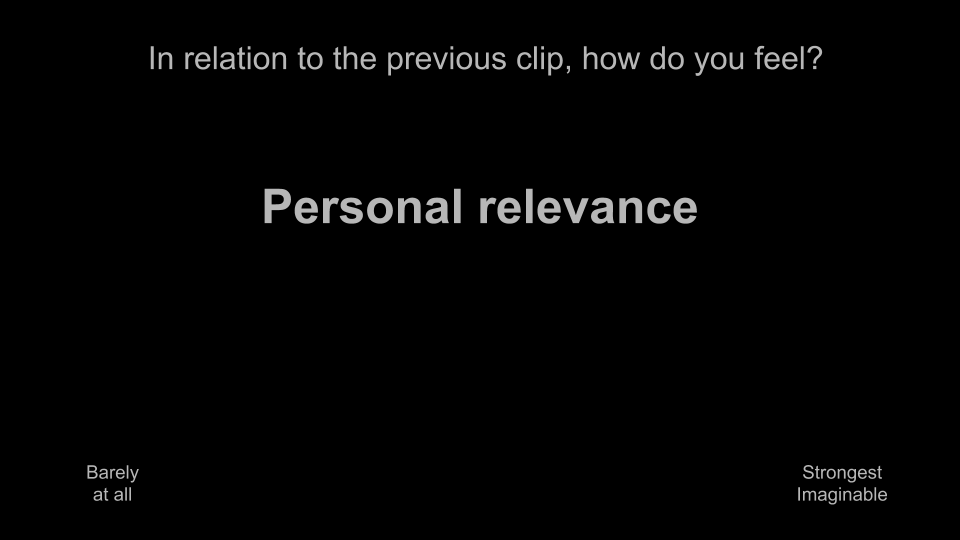 In relation to the previous clip, how do you feel?
Personal relevance
Barely
at all
Strongest
Imaginable